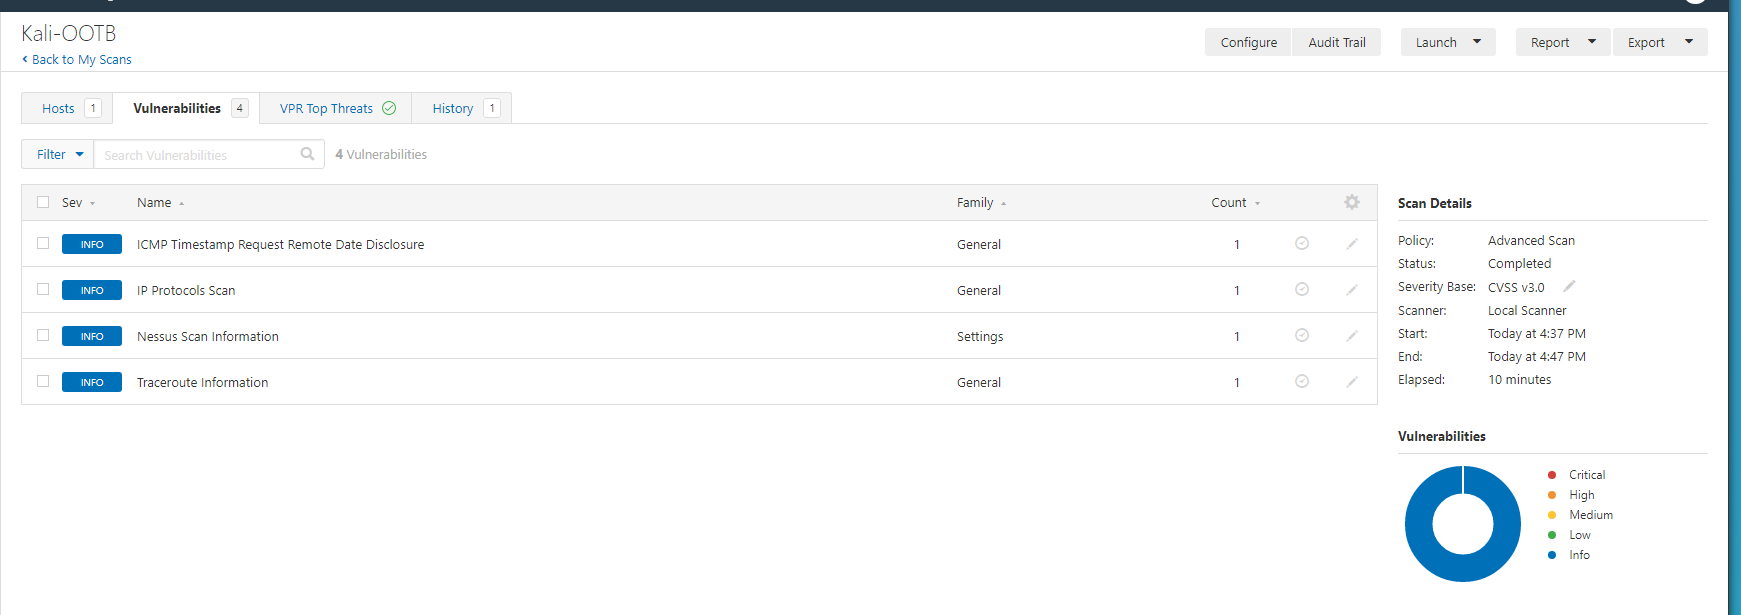 Kali-OOTB
Back to My Scans
Configure Audit Trail Launch Report Export
Hosts 1 Vulnerabilities 4 VPR Top Threats History 1
Filter Search Vulnerabilities 4 Vulnerabilities
Sev Name Family Count
INFO ICMP Timestamp Request Remote Date Disclosure General 1
INFO IP Protocols Scan General 1
INFO Nessus Scan Information Settings 1
INFO Traceroute Information General 1
Scan Details
Policy: Advanced Scan
Status: Completed
Severity Base: CVSS v3.0
Scanner: Local Scanner
Start: Today at 4:37 PM
End: Today at 4:47 PM
Elapsed: 10 minutes
Vulnerabilities
Critical
High
Medium
Low
Info